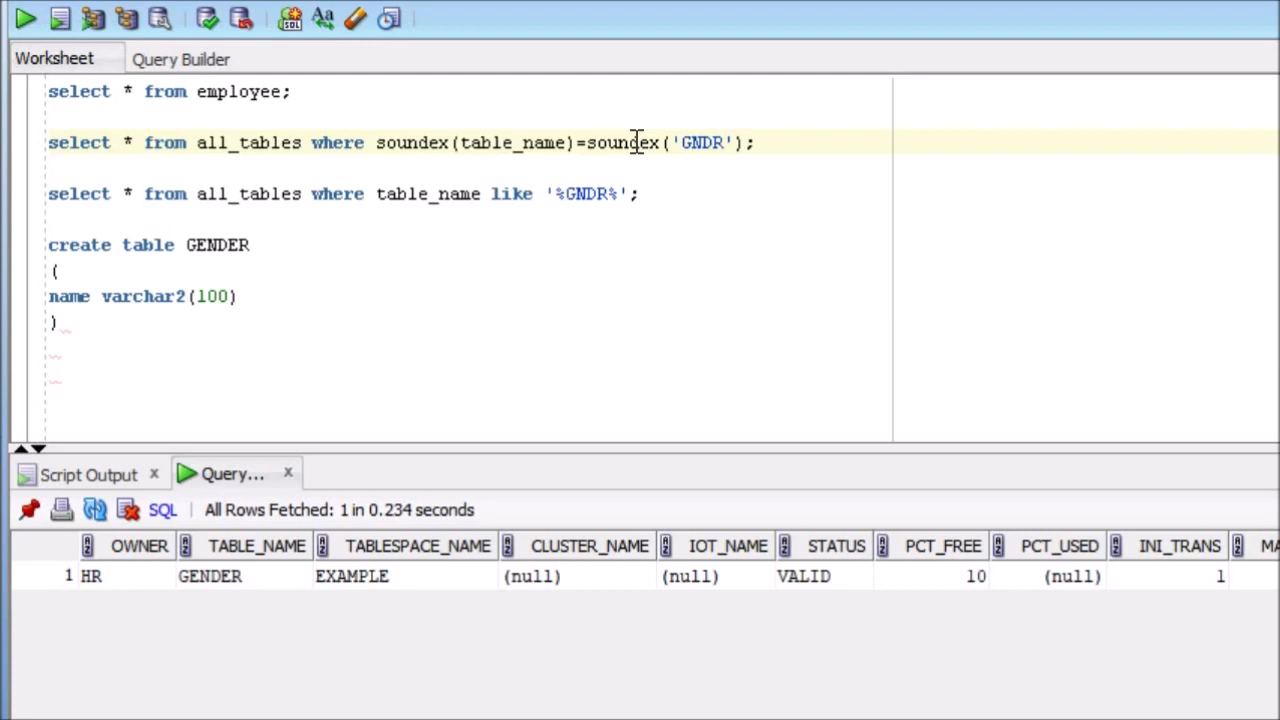 Worksheet Query Builder
select * from employee;
select * from all_tables where soundex(table_name)=soundex('GNDR');
select * from all_tables where table_name like '%GNDR%';
create table GENDER
(
name varchar2(100)
)
Script Output x Query... x
SQL All Rows Fetched: 1 in 0.234 seconds
OWNER TABLE_NAME TABLESPACE_NAME CLUSTER_NAME IOT_NAME STATUS PCT_FREE PCT_USED INI_TRANS MA
1 HR GENDER EXAMPLE (null) (null) VALID 10 (null) 1